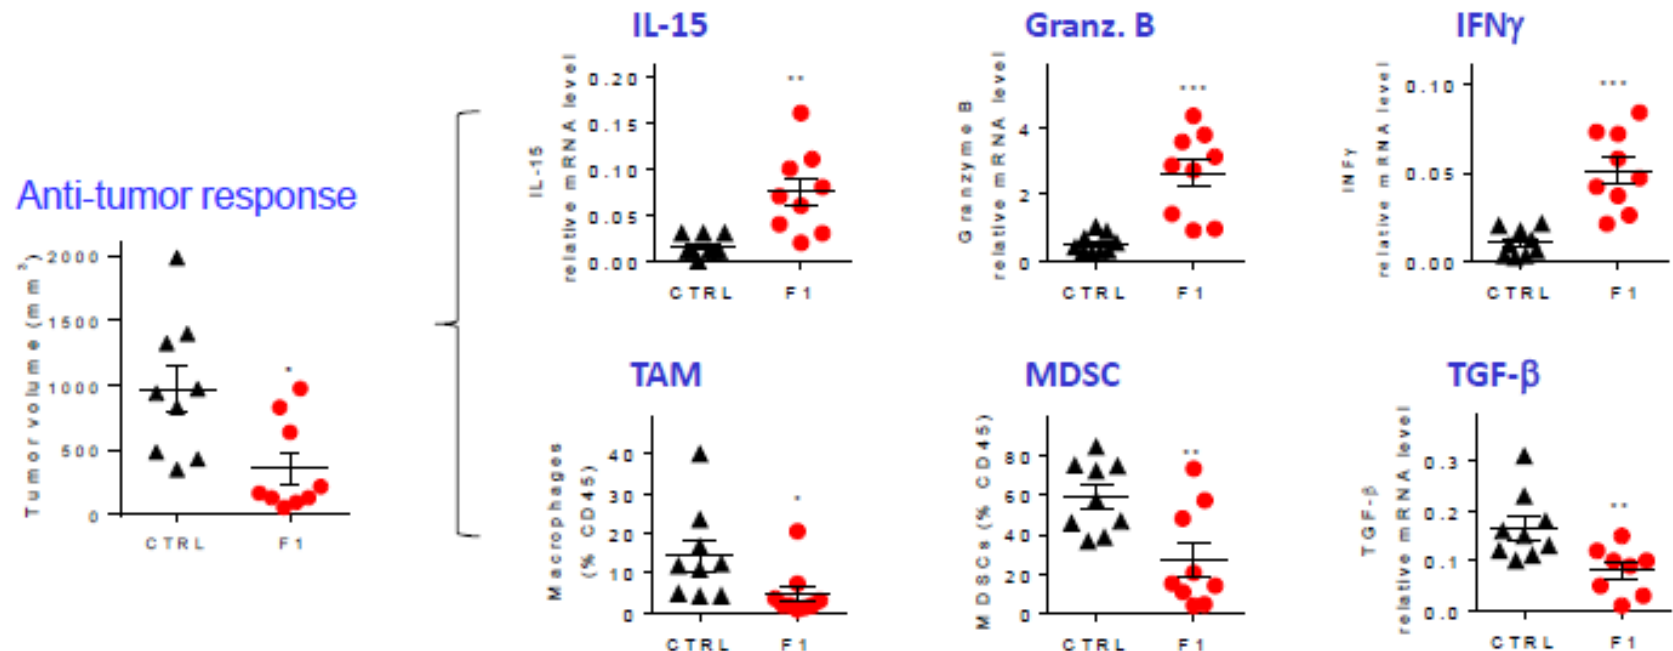 Anti-tumor response
Tumor volume (mm³)
2000
1500
1000
500
0
*
CTRL F1
IL-15
IL-15
relative mRNA level
0.20
0.15
0.10
0.05
0.00
**
CTRL F1
Granz. B
Granzyme B
relative mRNA level
4
2
0
***
CTRL F1
IFNγ
INFγ
relative mRNA level
0.10
0.05
0.00
***
CTRL F1
TAM
Macrophages
(% CD45)
40
30
20
10
0
*
CTRL F1
MDSC
MDSCs (% CD45)
80
60
40
20
0
**
CTRL F1
TGF-β
TGF-β
relative mRNA level
0.3
0.2
0.1
0.0
**
CTRL F1